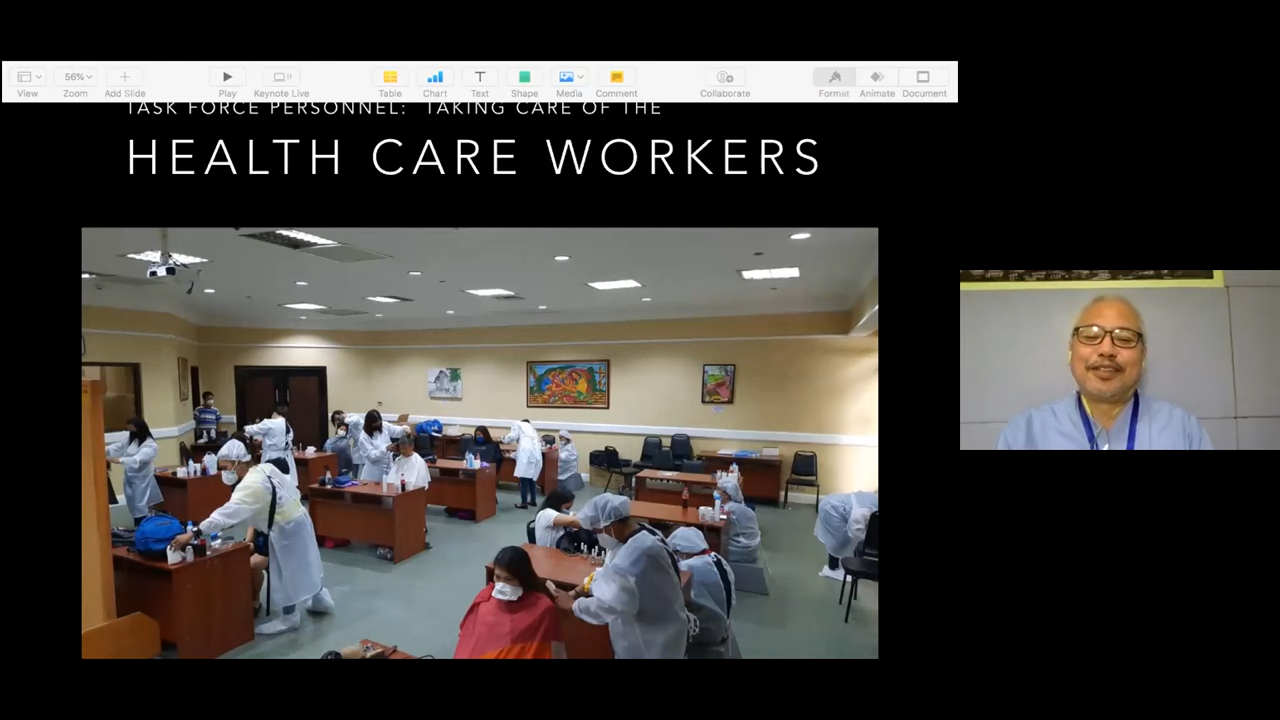 View
56%
Zoom
Add Slide
Play
Keynote Live
Table
Chart
Text
Shape
Media
Comment
Collaborate
Format
Animate
Document
TASK FORCE PERSONNEL: TAKING CARE OF THE
HEALTH CARE WORKERS